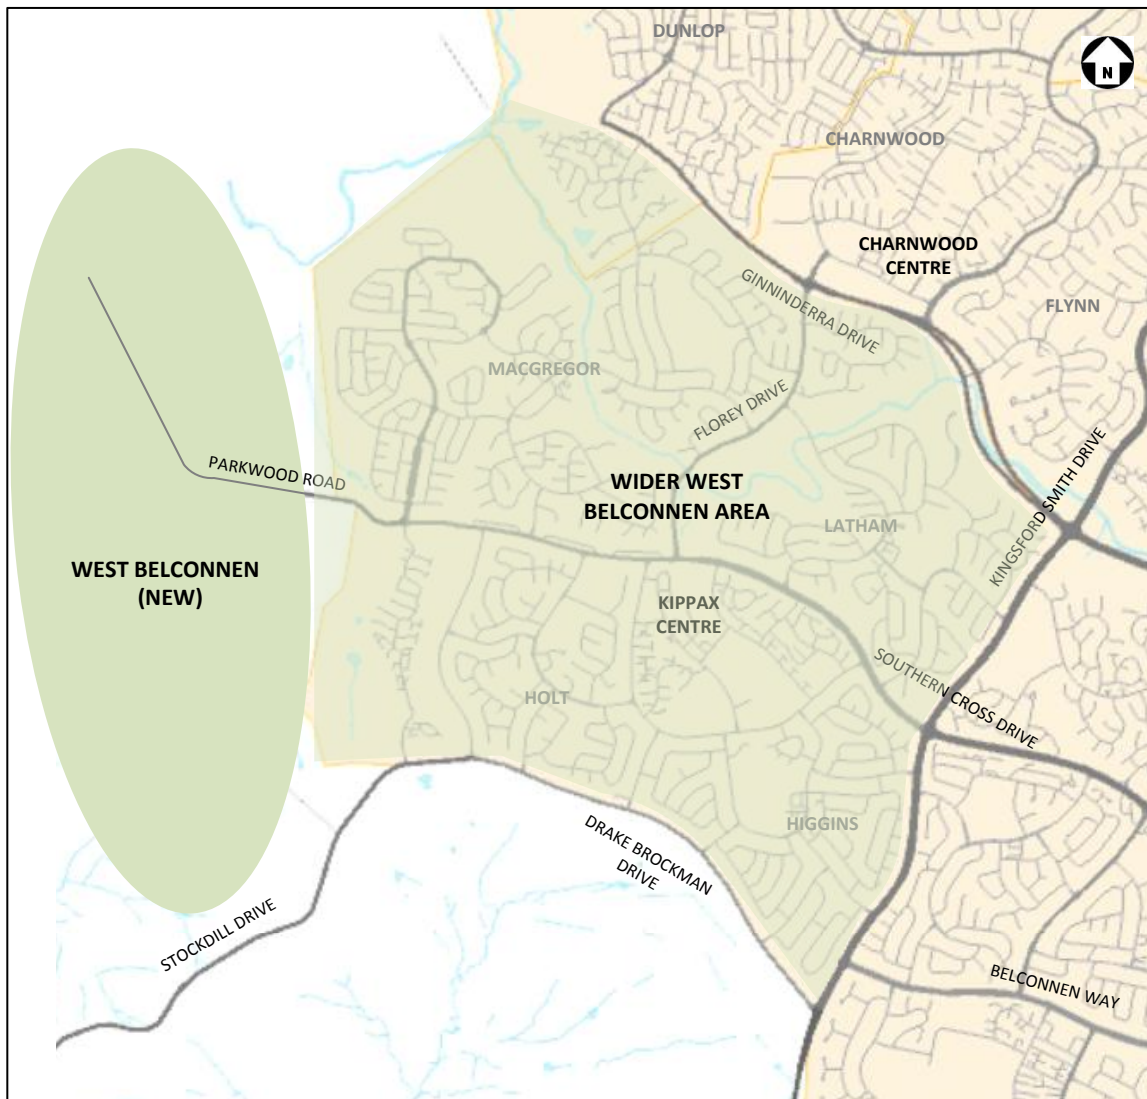 DUNLOP
N
CHARNWOOD
CHARNWOOD
CENTRE
GINNINDERRA DRIVE
FLYNN
MACGREGOR
FLOREY DRIVE
PARKWOOD ROAD
WIDER WEST
BELCONNEN AREA
LATHAM
KINGSFORD SMITH DRIVE
WEST BELCONNEN
(NEW)
KIPPAX
CENTRE
SOUTHERN CROSS DRIVE
HOLT
HIGGINS
DRAKE BROCKMAN
DRIVE
STOCKDILL DRIVE
BELCONNEN WAY